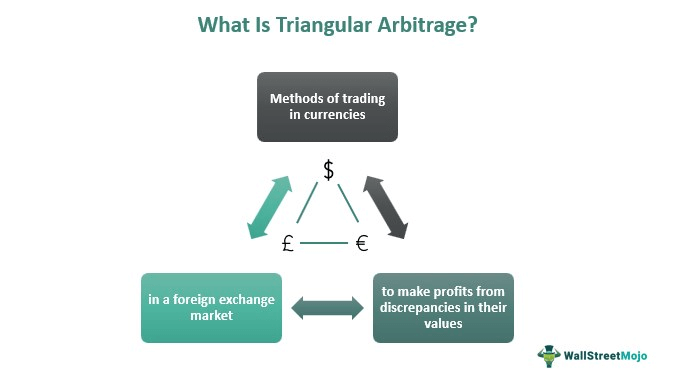 What Is Triangular Arbitrage?
Methods of trading
in currencies
$
£
€
in a foreign exchange
market
to make profits from
discrepancies in their
values
WallStreetMojo